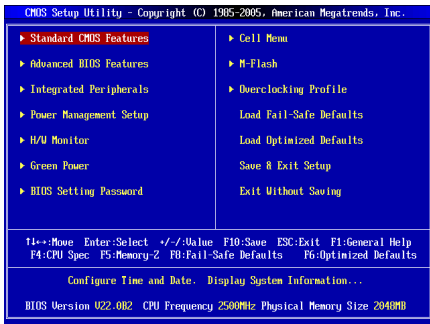 CMOS Setup Utility - Copyright (C) 1985-2005, American Megatrends, Inc.
Standard CMOS Features
Advanced BIOS Features
Integrated Peripherals
Power Management Setup
H/W Monitor
Green Power
BIOS Setting Password
Cell Menu
M-Flash
Overclocking Profile
Load Fail-Safe Defaults
Load Optimized Defaults
Save & Exit Setup
Exit Without Saving
↑↓↔:Move Enter:Select +/-/:Value F10:Save ESC:Exit F1:General Help
F4:CPU Spec F5:Memory-Z F8:Fail-Safe Defaults F6:Optimized Defaults
Configure Time and Date. Display System Information...
BIOS Version V22.0B2 CPU Frequency 2500MHz Physical Memory Size 2048MB